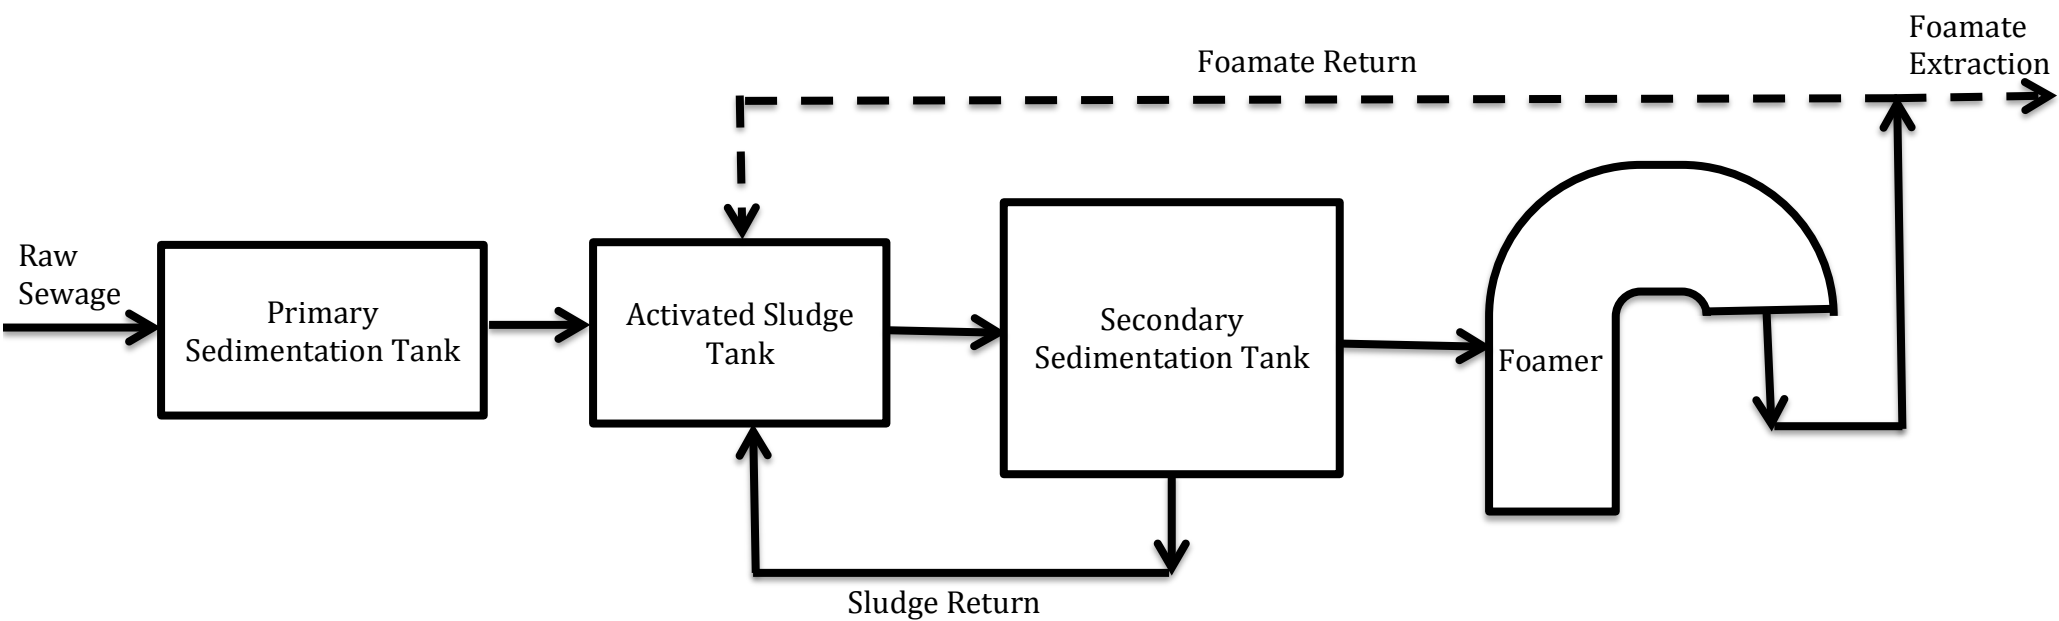 Foamate
Extraction
Foamate Return
Raw
Sewage
Primary
Sedimentation Tank
Activated Sludge
Tank
Secondary
Sedimentation Tank
Foamer
Sludge Return